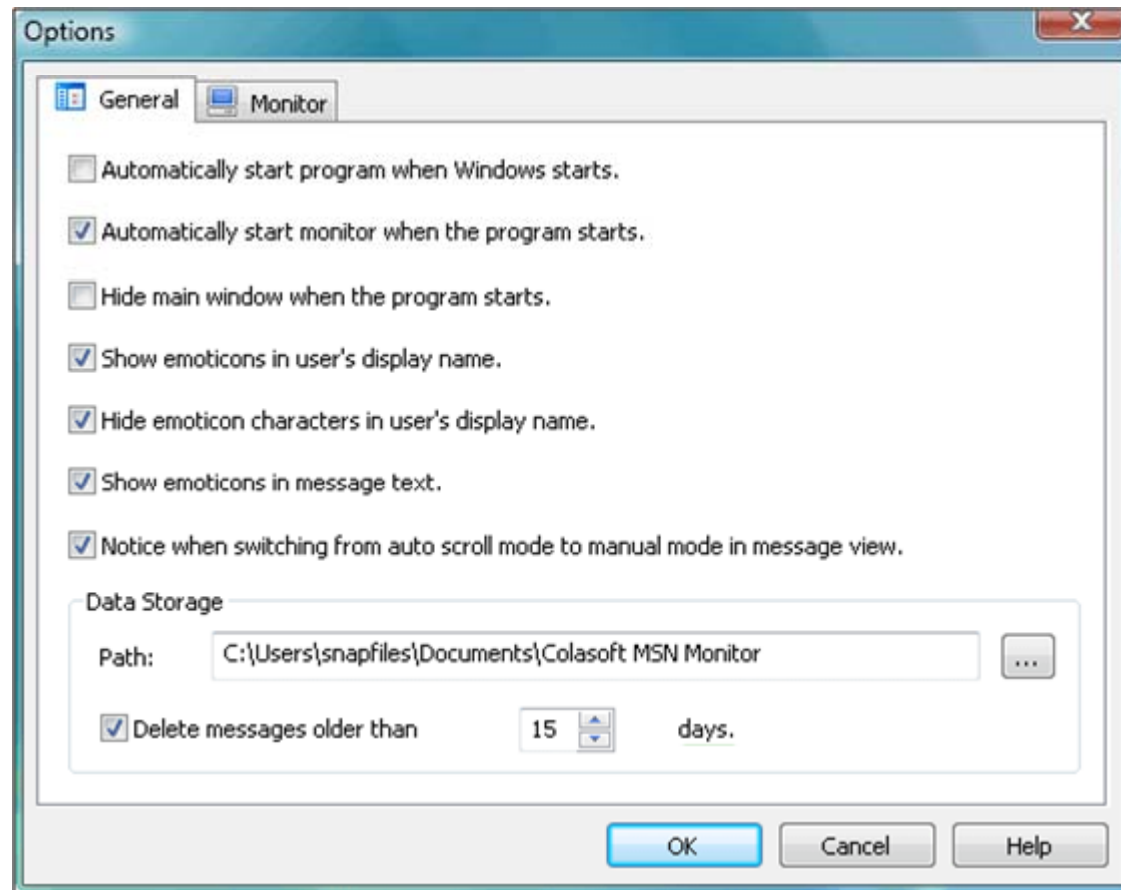 Options
General
Monitor
Automatically start program when Windows starts.
Automatically start monitor when the program starts.
Hide main window when the program starts.
Show emoticons in user's display name.
Hide emoticon characters in user's display name.
Show emoticons in message text.
Notice when switching from auto scroll mode to manual mode in message view.
Data Storage
Path: C:\Users\snapfiles\Documents\Colasoft MSN Monitor ...
Delete messages older than 15 days.
OK Cancel Help